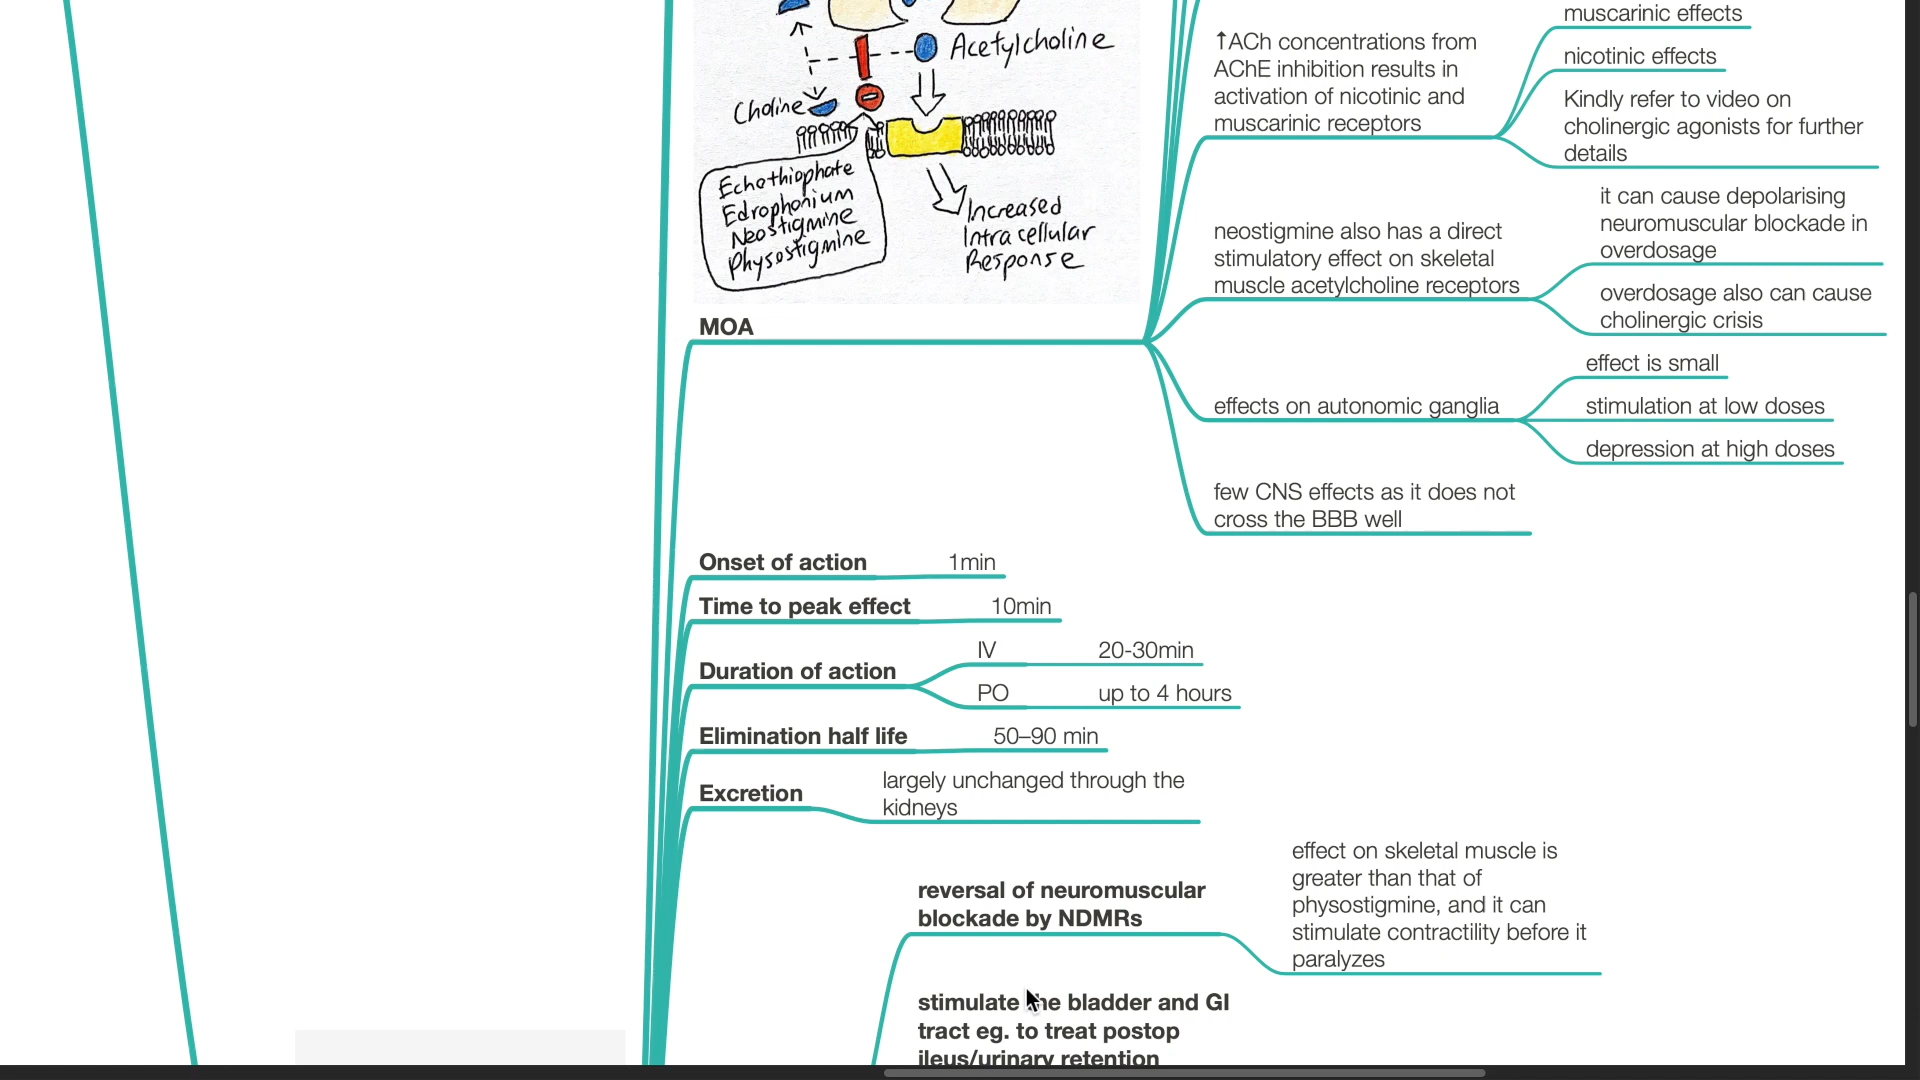 Acetylcholine
Choline
Echothiophate
Edrophonium
Neostigmine
Physostigmine
Increased
Intracellular
Response
MOA
↑ACh concentrations from
AChE inhibition results in
activation of nicotinic and
muscarinic receptors
muscarinic effects
nicotinic effects
Kindly refer to video on
cholinergic agonists for further
details
neostigmine also has a direct
stimulatory effect on skeletal
muscle acetylcholine receptors
it can cause depolarising
neuromuscular blockade in
overdosage
overdosage also can cause
cholinergic crisis
effects on autonomic ganglia
effect is small
stimulation at low doses
depression at high doses
few CNS effects as it does not
cross the BBB well
Onset of action 1min
Time to peak effect 10min
Duration of action
IV 20-30min
PO up to 4 hours
Elimination half life 50–90 min
Excretion
largely unchanged through the
kidneys
reversal of neuromuscular
blockade by NDMRs
effect on skeletal muscle is
greater than that of
physostigmine, and it can
stimulate contractility before it
paralyzes
stimulate the bladder and GI
tract eg. to treat postop
ileus/urinary retention